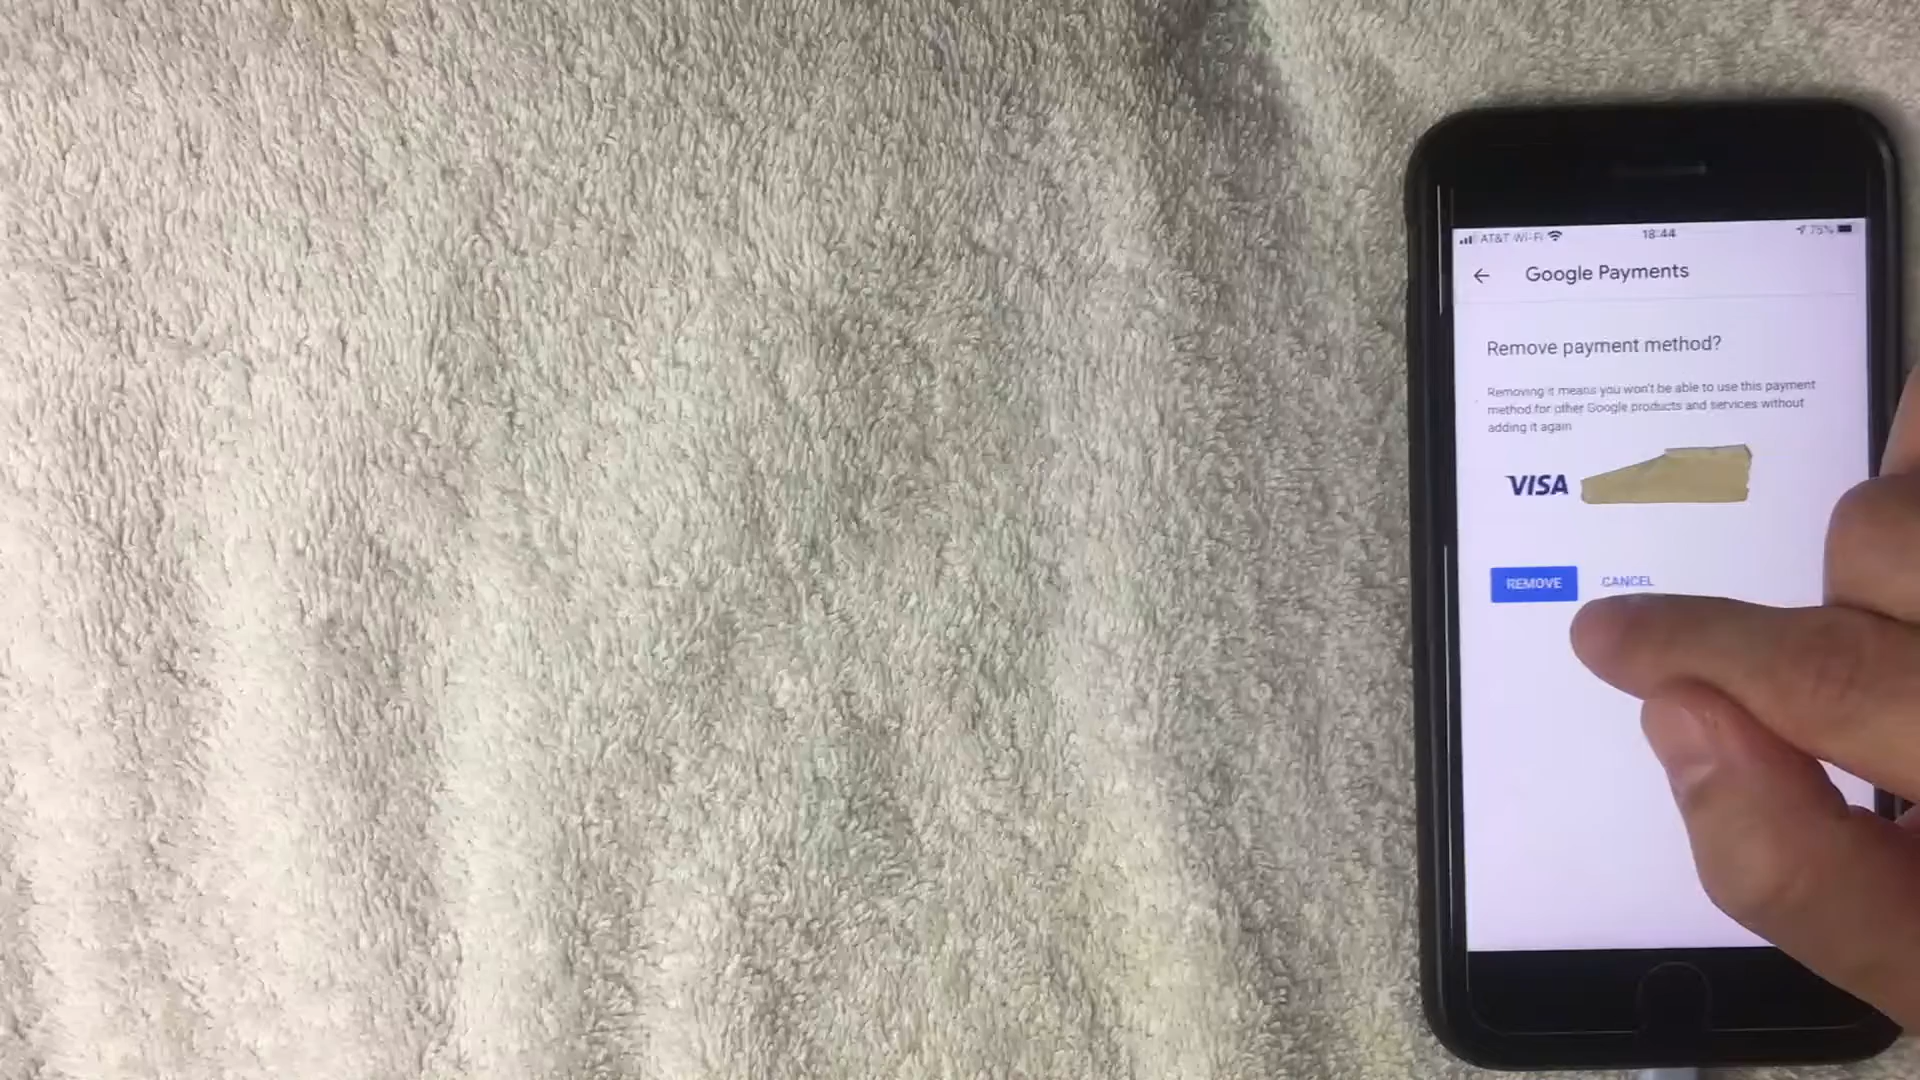 AT&T Wi-Fi 18:44 75%
Google Payments
Remove payment method?
Removing it means you won't be able to use this payment
method for other Google products and services without
adding it again
VISA
REMOVE CANCEL